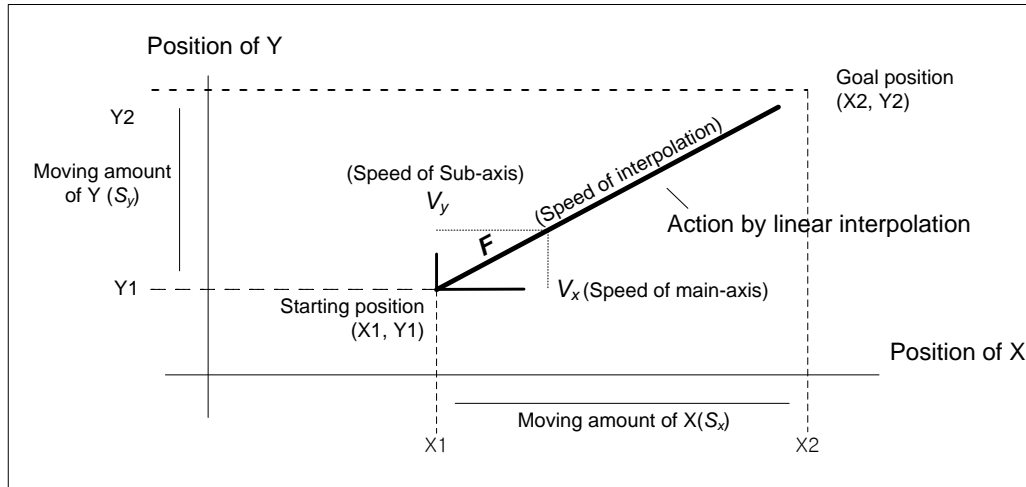 Position of Y
Goal position
(X2, Y2)
Y2
Moving amount
of Y (Sy)
(Speed of Sub-axis)
Vy
(Speed of interpolation)
F
Action by linear interpolation
Y1
Starting position
(X1, Y1)
Vx (Speed of main-axis)
Position of X
Moving amount of X(Sx)
X1
X2